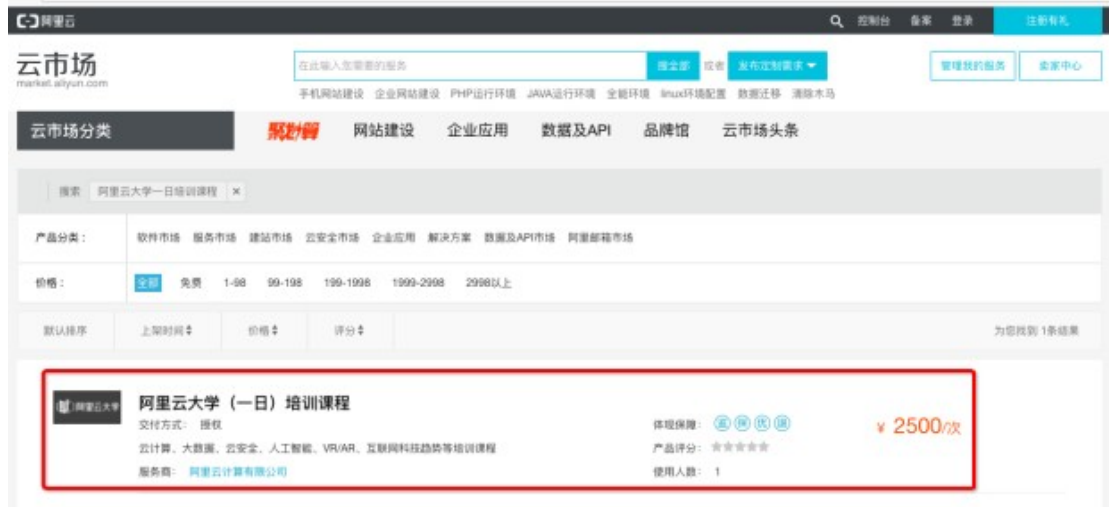 阿里云 控制台 备案 登录 注册有礼
云市场
market.aliyun.com
在此输入您需要的服务 搜全部 或者 发布定制需求 管理我的服务 卖家中心
手机网站建设 企业网站建设 PHP运行环境 JAVA运行环境 全能环境 linux环境配置 数据迁移 清除木马
云市场分类 聚划算 网站建设 企业应用 数据及API 品牌馆 云市场头条
搜索 阿里云大学一日培训课程 ×
产品分类： 软件市场 服务市场 建站市场 云安全市场 企业应用 解决方案 数据及API市场 阿里邮箱市场
价格： 全部 免费 1-98 99-198 199-1998 1999-2998 2998以上
默认排序 上架时间 价格 评分 为您找到 1条结果
阿里云大学 阿里云大学（一日）培训课程
交付方式： 授权 体现保障：
¥ 2500/次
云计算、大数据、云安全、人工智能、VR/AR、互联网科技趋势等培训课程 产品评分：
服务商： 阿里云计算有限公司 使用人数： 1